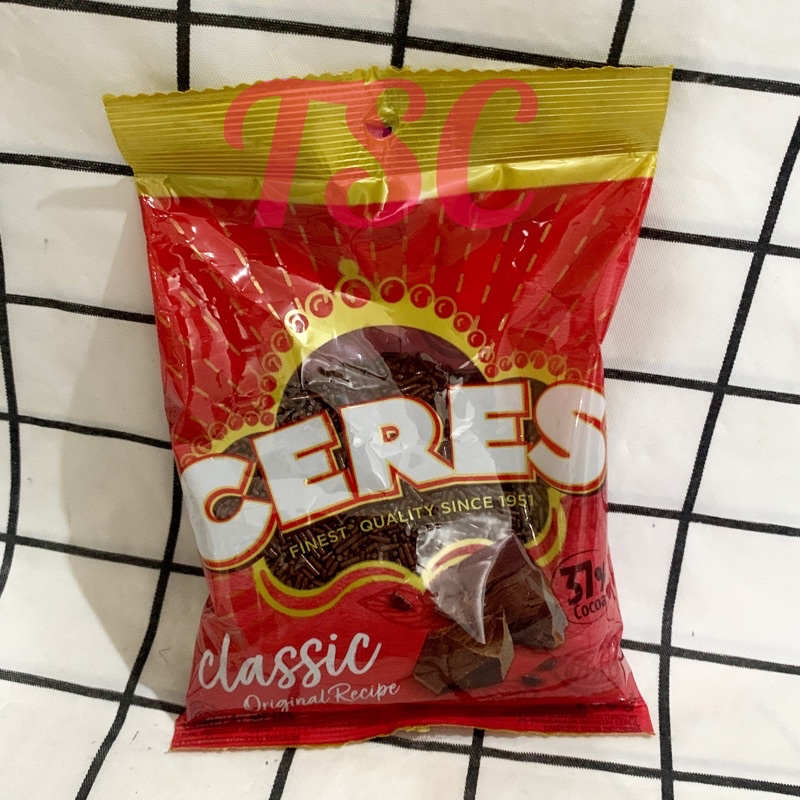 TSC
CERES
FINEST QUALITY SINCE 1951
37%
Cocoa
classic
Original Recipe